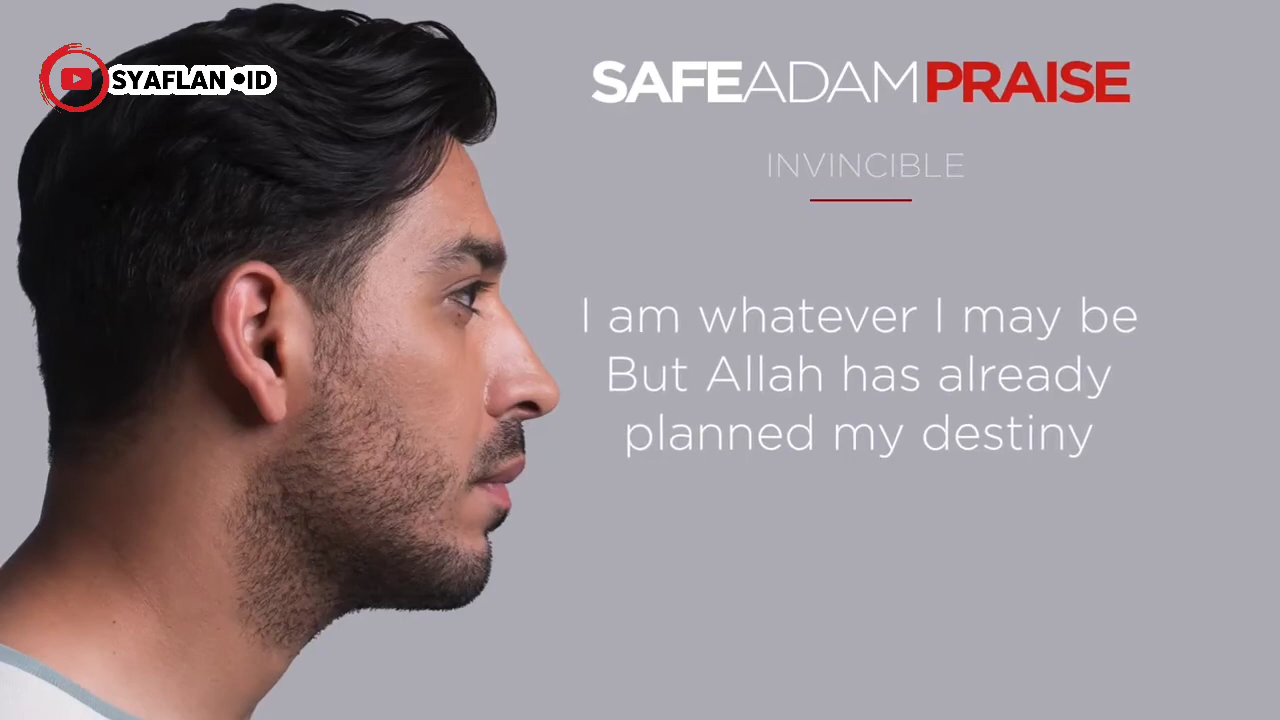 SYAFLAN•ID
SAFEADAMPRAISE
INVINCIBLE
I am whatever I may be
But Allah has already
planned my destiny